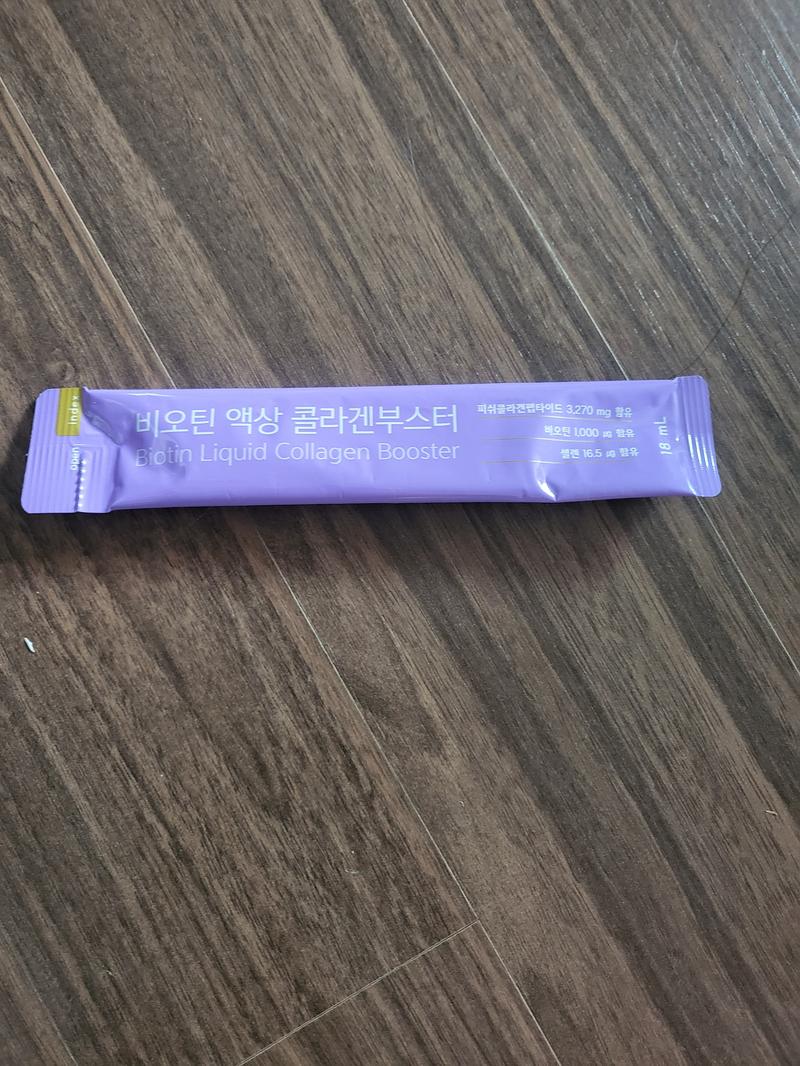 index
open
비오틴 액상 콜라겐부스터
Biotin Liquid Collagen Booster
피쉬콜라겐펩타이드 3,270 mg 함유
비오틴 1,000 ㎍ 함유
셀렌 16.5 ㎍ 함유
18 mL